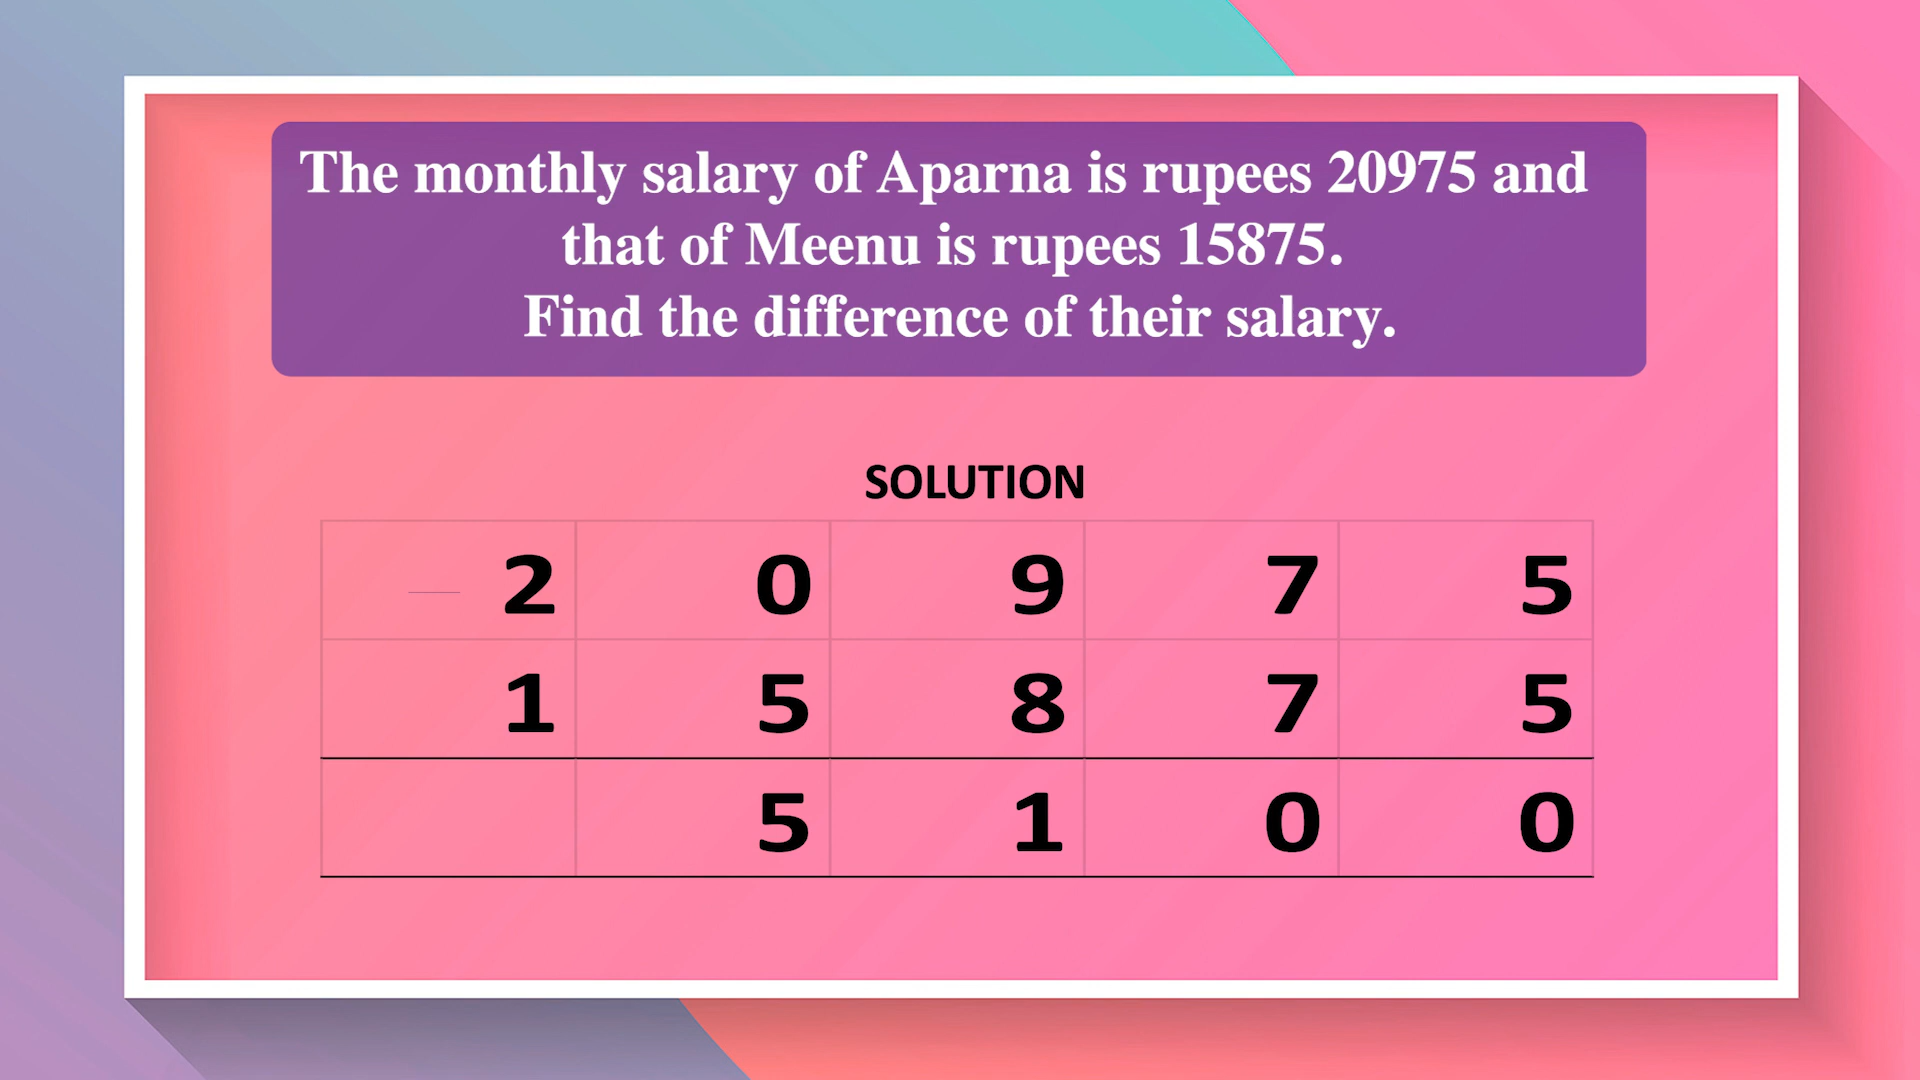 The monthly salary of Aparna is rupees 20975 and
that of Meenu is rupees 15875.
Find the difference of their salary.
SOLUTION
— 2 0 9 7 5
1 5 8 7 5
5 1 0 0